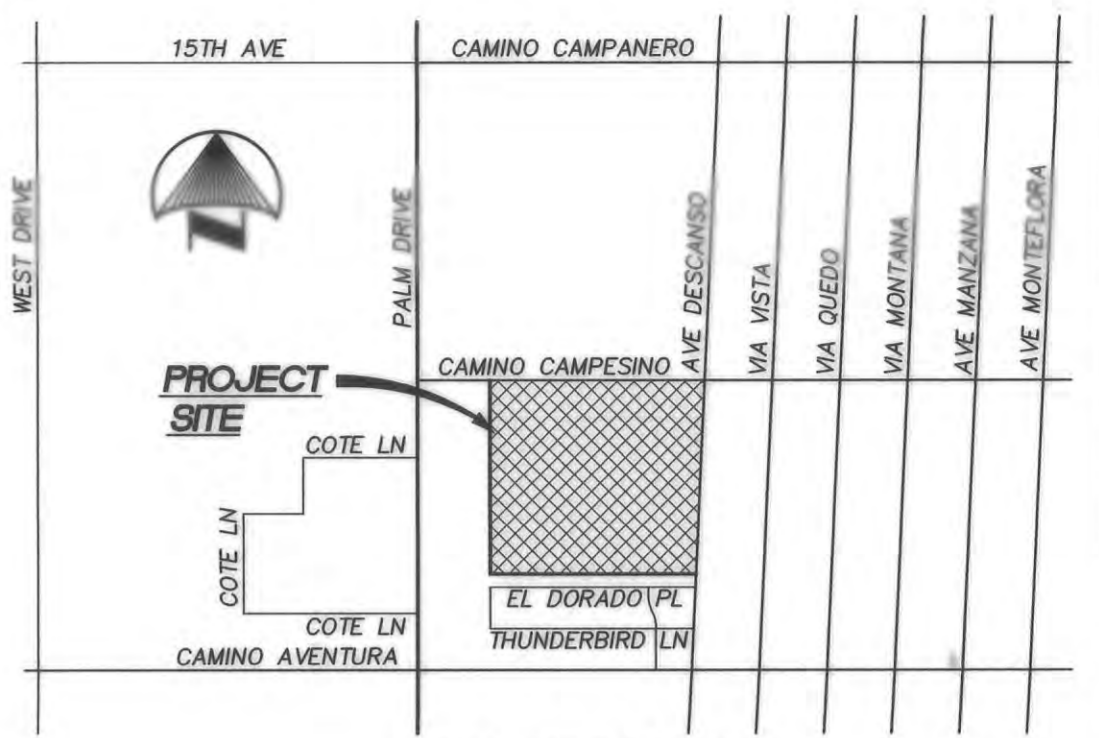 15TH AVE
CAMINO CAMPANERO
WEST DRIVE
PALM DRIVE
AVE DESCANSO
VIA VISTA
VIA QUEDO
VIA MONTANA
AVE MANZANA
AVE MONTEFLORA
CAMINO CAMPESINO
PROJECT
SITE
COTE LN
COTE LN
COTE LN
EL DORADO PL
THUNDERBIRD LN
CAMINO AVENTURA